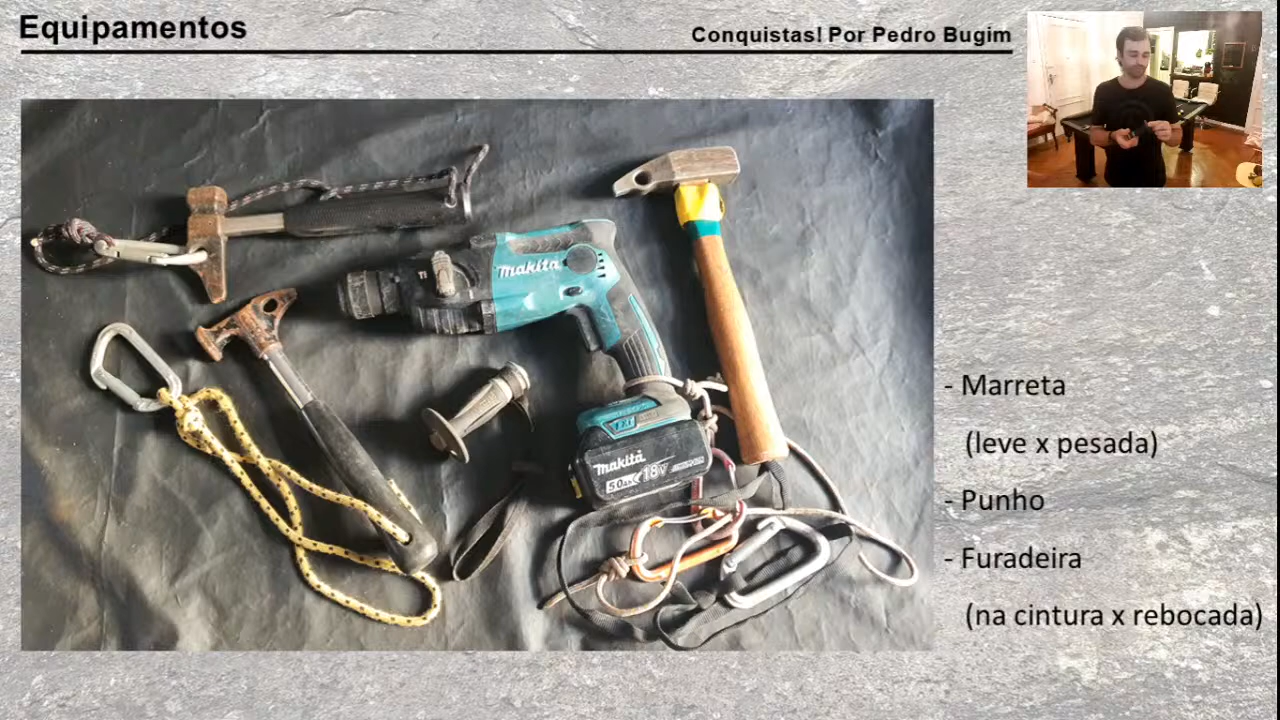 Equipamentos
Conquistas! Por Pedro Bugim
makita
makita
5.0Ah 18V
- Marreta
(leve x pesada)
- Punho
- Furadeira
(na cintura x rebocada)